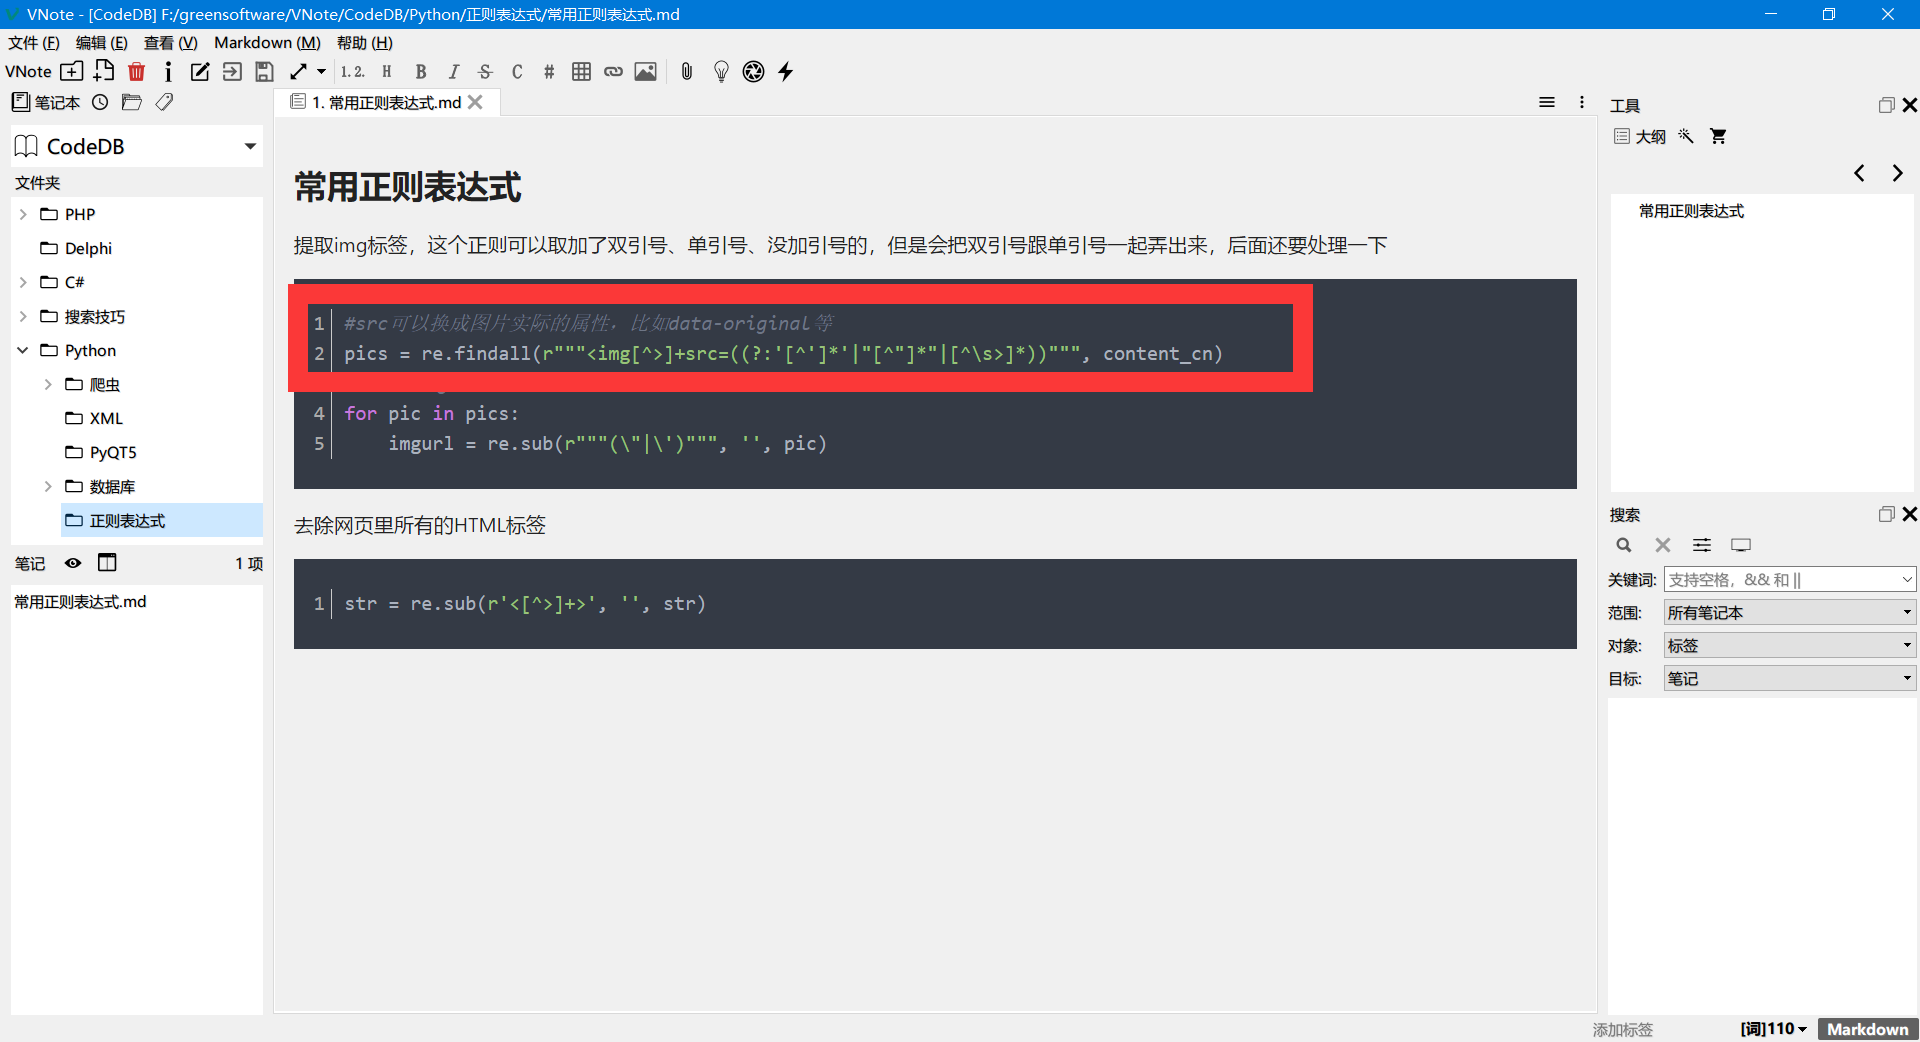 VNote - [CodeDB] F:/greensoftware/VNote/CodeDB/Python/正则表达式/常用正则表达式.md
文件 (F) 编辑 (E) 查看 (V) Markdown (M) 帮助 (H)
VNote 1.2. H B I S C #
笔记本
1. 常用正则表达式.md
CodeDB
文件夹
PHP
Delphi
C#
搜索技巧
Python
爬虫
XML
PyQT5
数据库
正则表达式
笔记 1 项
常用正则表达式.md
常用正则表达式
提取img标签，这个正则可以取加了双引号、单引号、没加引号的，但是会把双引号跟单引号一起弄出来，后面还要处理一下
1 #src可以换成图片实际的属性，比如data-original等
2 pics = re.findall(r"""<img[^>]+src=((?:'[^']*'|"[^"]*"|[^\s>]*))""", content_cn)
4 for pic in pics:
5 imgurl = re.sub(r"""(\"|\')""", '', pic)
去除网页里所有的HTML标签
1 str = re.sub(r'<[^>]+>', '', str)
工具
大纲
常用正则表达式
搜索
关键词: 支持空格，&& 和 ||
范围: 所有笔记本
对象: 标签
目标: 笔记
添加标签 [词]110 Markdown